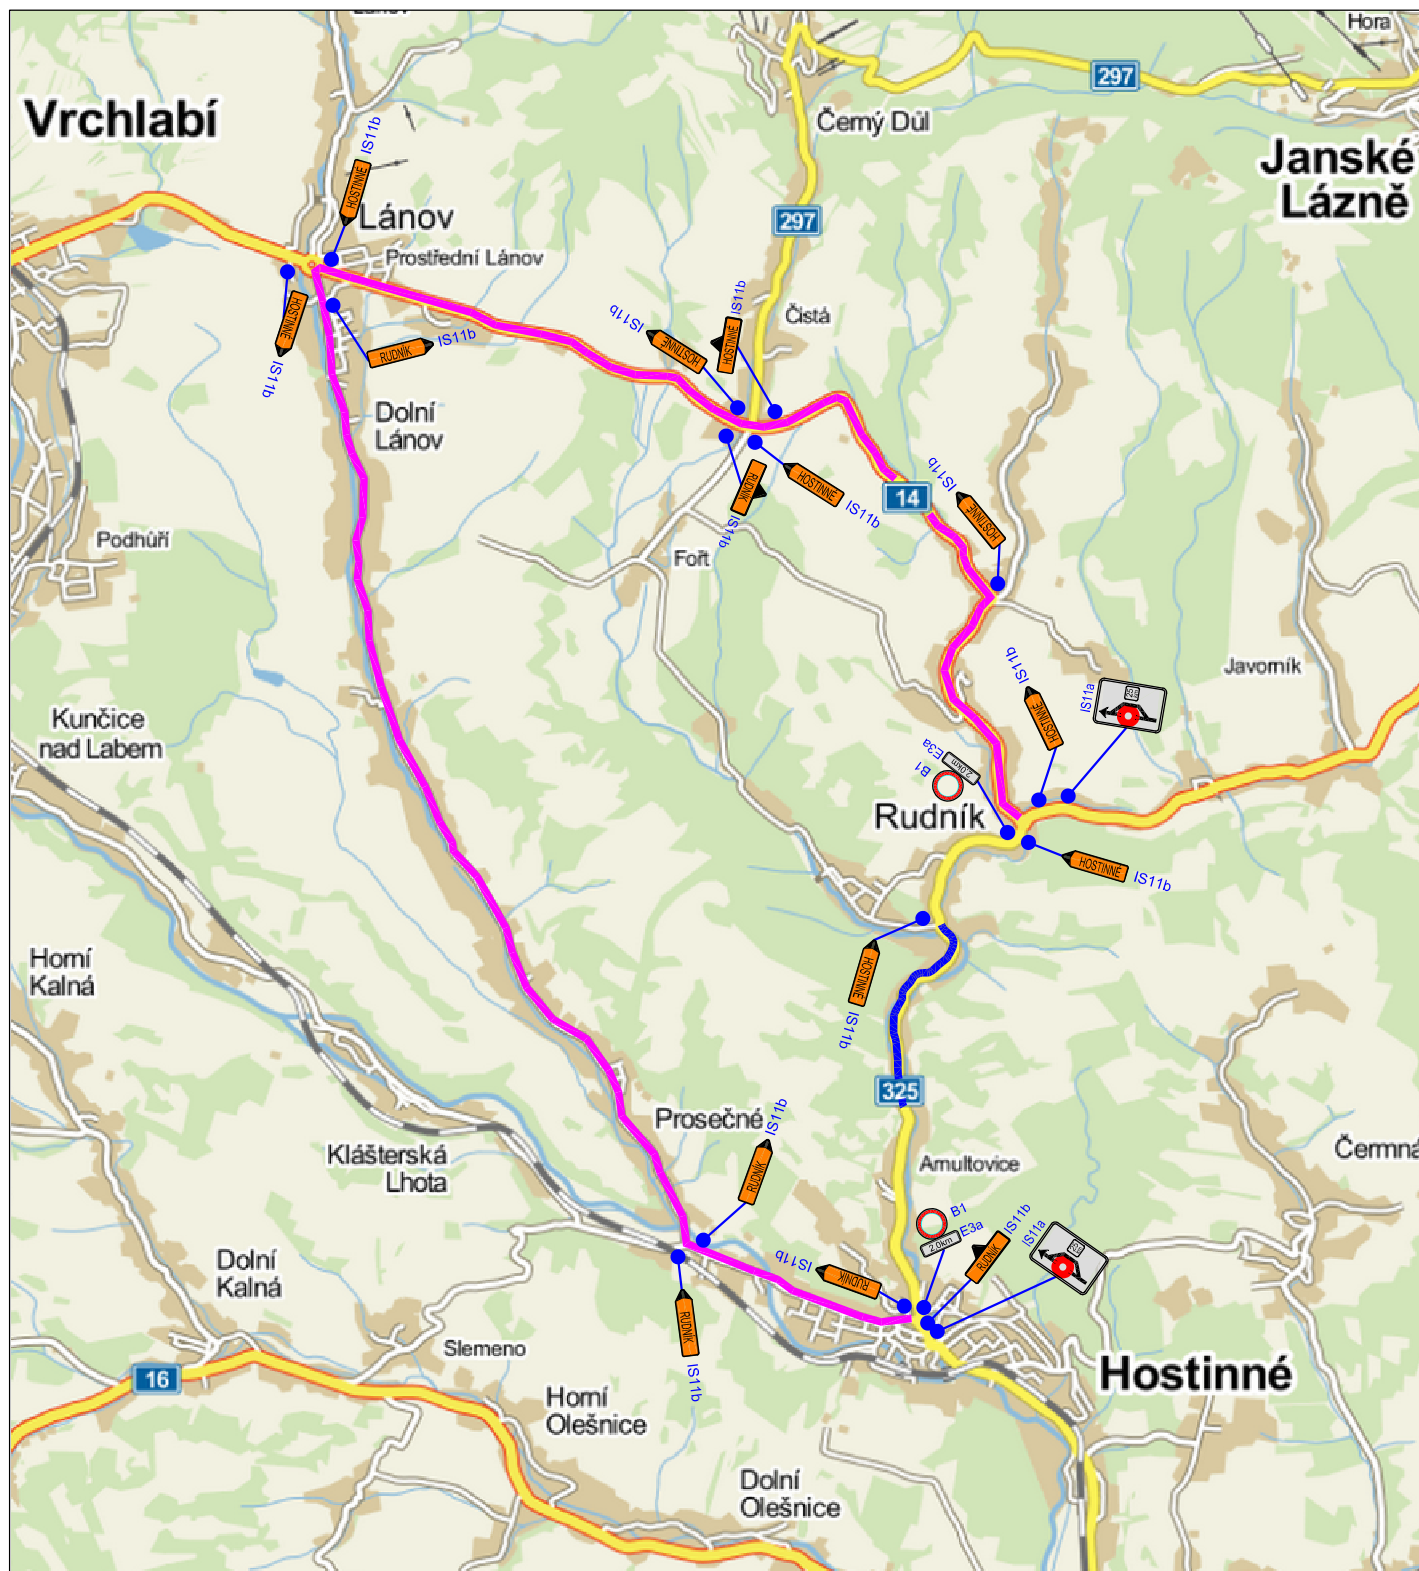 Hora
297
Vrchlabí
Černý Důl
Janské
Lázně
IS11b
HOSTINNÉ
Lánov
297
Prostřední Lánov
HOSTINNÉ
IS11b
RUDNÍK
IS11b
IS11b
HOSTINNÉ
IS11b
HOSTINNÉ
Čistá
Dolní
Lánov
RUDNÍK
IS11b
HOSTINNÉ
IS11b
14
IS11b
HOSTINNÉ
Podhůří
Fořt
IS11b
HOSTINNÉ
Javorník
IS11a
Kunčice
nad Labem
E3a
2,0km
B1
Rudník
HOSTINNÉ
IS11b
HOSTINNÉ
IS11b
Horní
Kalná
325
Prosečné
IS11b
RUDNÍK
Klášterská
Lhota
Arnultovice
Čermná
B1
E3a
2,0km
IS11b
RUDNÍK
IS11a
Dolní
Kalná
IS11b
RUDNÍK
RUDNÍK
IS11b
Slemeno
16
Hostinné
Horní
Olešnice
Dolní
Olešnice